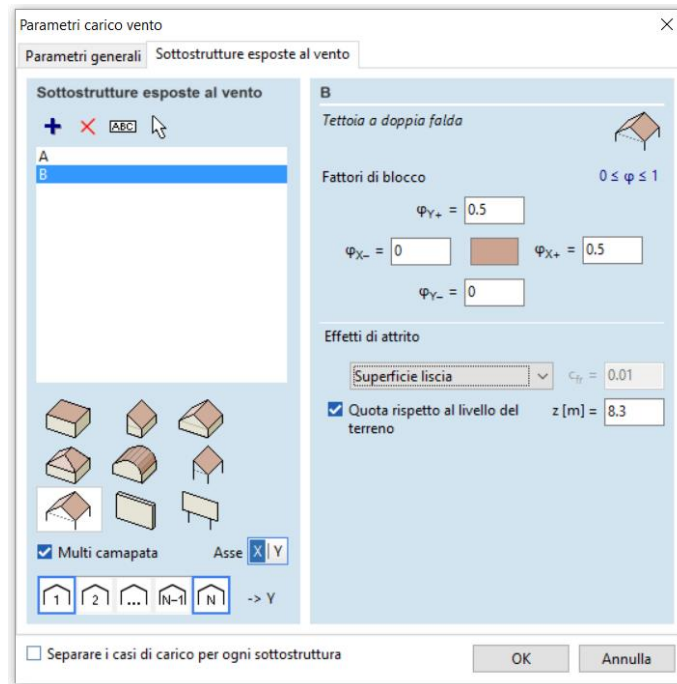 Parametri carico vento
Parametri generali
Sottostrutture esposte al vento
Sottostrutture esposte al vento
ABC
A
B
Multi camapata
Asse X Y
1 2 ... N-1 N -> Y
B
Tettoia a doppia falda
Fattori di blocco 0 ≤ φ ≤ 1
φY+ = 0.5
φX− = 0
φX+ = 0.5
φY− = 0
Effetti di attrito
Superficie liscia
cfr = 0.01
Quota rispetto al livello del
terreno
z [m] = 8.3
Separare i casi di carico per ogni sottostruttura
OK
Annulla